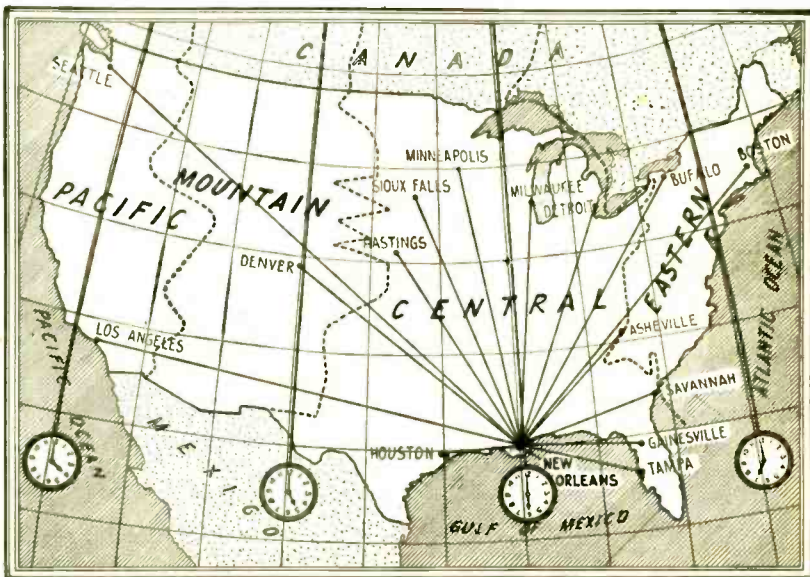 CANADA
SEATTLE
MINNEAPOLIS
BOSTON
BUFALO
MOUNTAIN
SIOUX FALLS
MILWAUKEE
DETROIT
PACIFIC
EASTERN
HASTINGS
DENVER
CENTRAL
ATLANTIC OCEAN
ASHEVILLE
LOS ANGELES
PACIFIC OCEAN
SAVANNAH
MEXICO
HOUSTON
GAINESVILLE
NEW
ORLEANS
TAMPA
GULF OF MEXICO